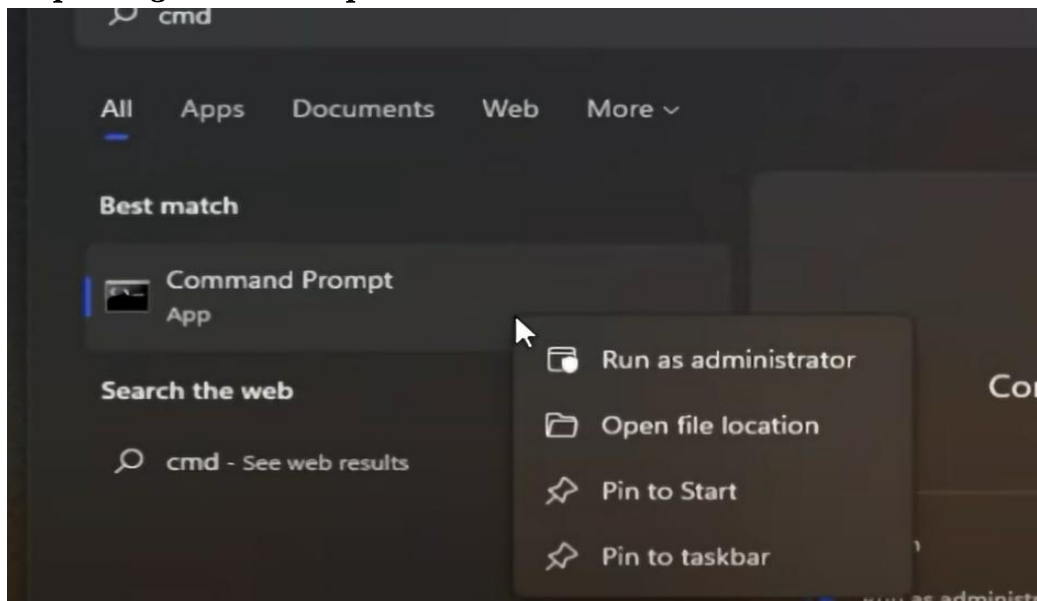 cmd
All Apps Documents Web More
Best match
Command Prompt
App
Search the web
cmd - See web results
Run as administrator
Open file location
Pin to Start
Pin to taskbar